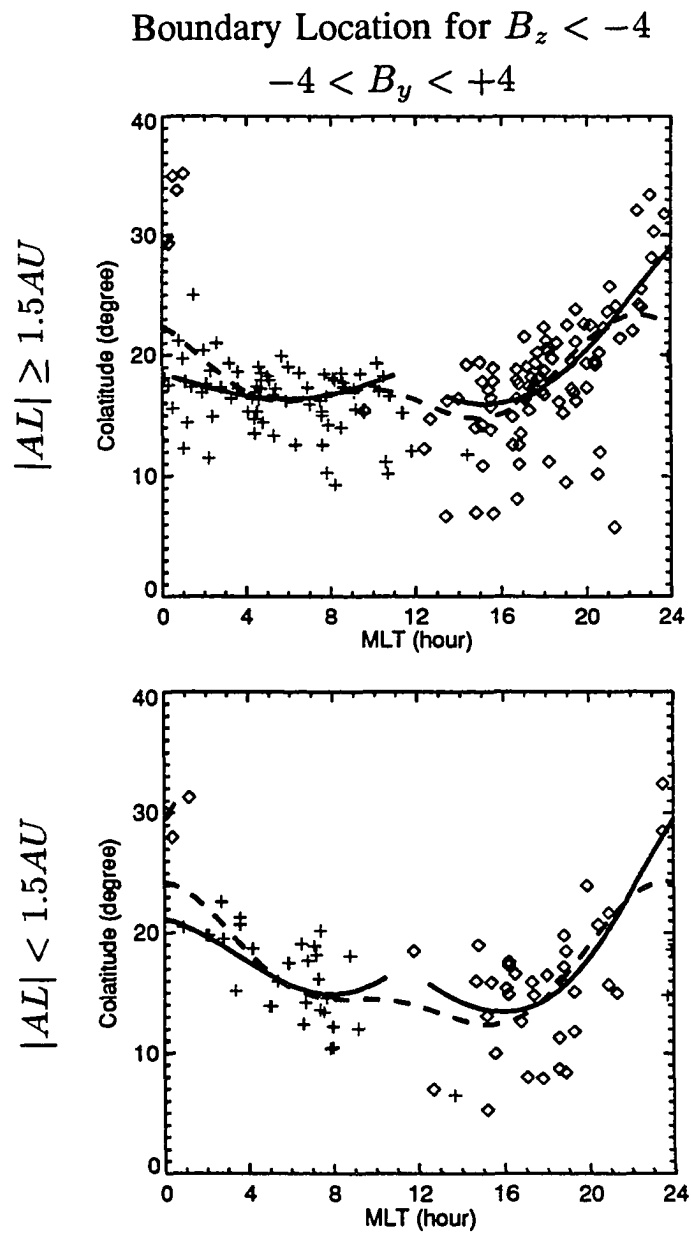 Boundary Location for B_z < −4
−4 < B_y < +4
|AL| ≥ 1.5AU
Colatitude (degree)
40
30
20
10
0
0 4 8 12 16 20 24
MLT (hour)
|AL| < 1.5AU
Colatitude (degree)
40
30
20
10
0
0 4 8 12 16 20 24
MLT (hour)